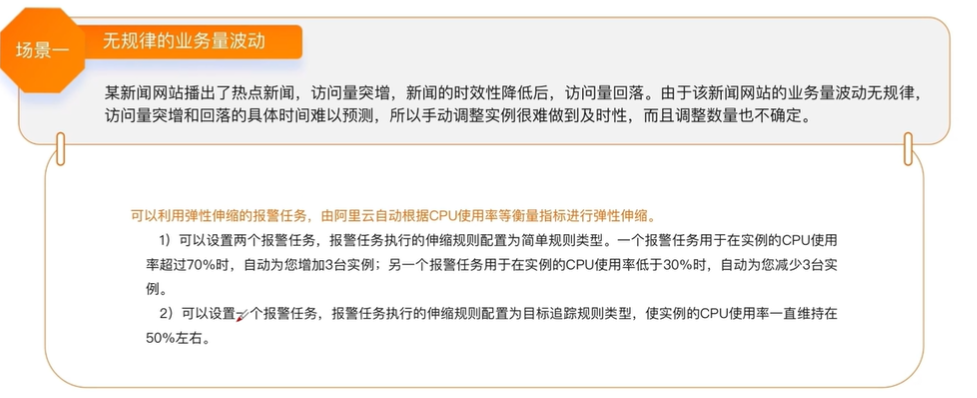 场景一
无规律的业务量波动
某新闻网站播出了热点新闻，访问量突增，新闻的时效性降低后，访问量回落。由于该新闻网站的业务量波动无规律，
访问量突增和回落的具体时间难以预测，所以手动调整实例很难做到及时性，而且调整数量也不确定。
可以利用弹性伸缩的报警任务，由阿里云自动根据CPU使用率等衡量指标进行弹性伸缩。
1）可以设置两个报警任务，报警任务执行的伸缩规则配置为简单规则类型。一个报警任务用于在实例的CPU使用
率超过70%时，自动为您增加3台实例；另一个报警任务用于在实例的CPU使用率低于30%时，自动为您减少3台实
例。
2）可以设置个报警任务，报警任务执行的伸缩规则配置为目标追踪规则类型，使实例的CPU使用率一直维持在
50%左右。